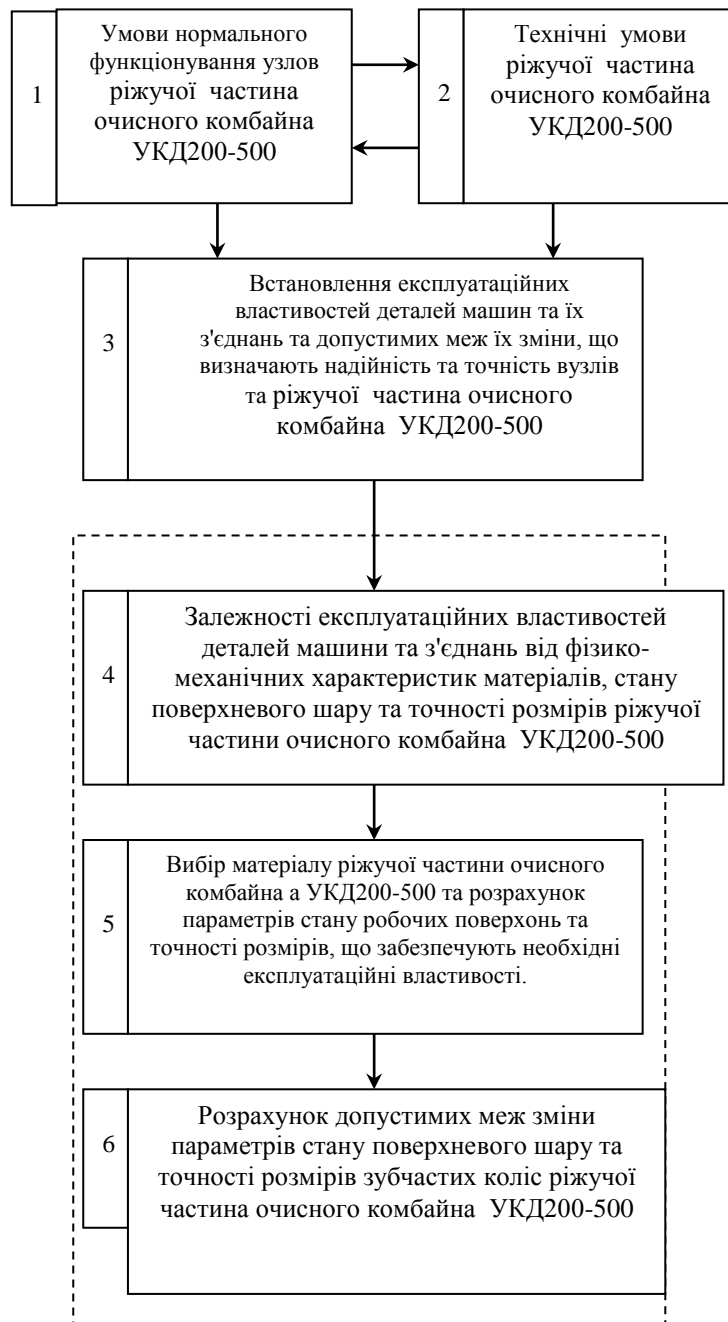 1
Умови нормального
функціонування узлов
ріжучої частина
очисного комбайна
УКД200-500
2
Технічні умови
ріжучої частина
очисного комбайна
УКД200-500
3
Встановлення експлуатаційних
властивостей деталей машин та їх
з'єднань та допустимих меж їх зміни, що
визначають надійність та точність вузлів
та ріжучої частина очисного
комбайна УКД200-500
4
Залежності експлуатаційних властивостей
деталей машини та з'єднань від фізико-
механічних характеристик матеріалів, стану
поверхневого шару та точності розмірів ріжучої
частини очисного комбайна УКД200-500
5
Вибір матеріалу ріжучої частини очисного
комбайна а УКД200-500 та розрахунок
параметрів стану робочих поверхонь та
точності розмірів, що забезпечують необхідні
експлуатаційні властивості.
6
Розрахунок допустимих меж зміни
параметрів стану поверхневого шару та
точності розмірів зубчастих коліс ріжучої
частина очисного комбайна УКД200-500